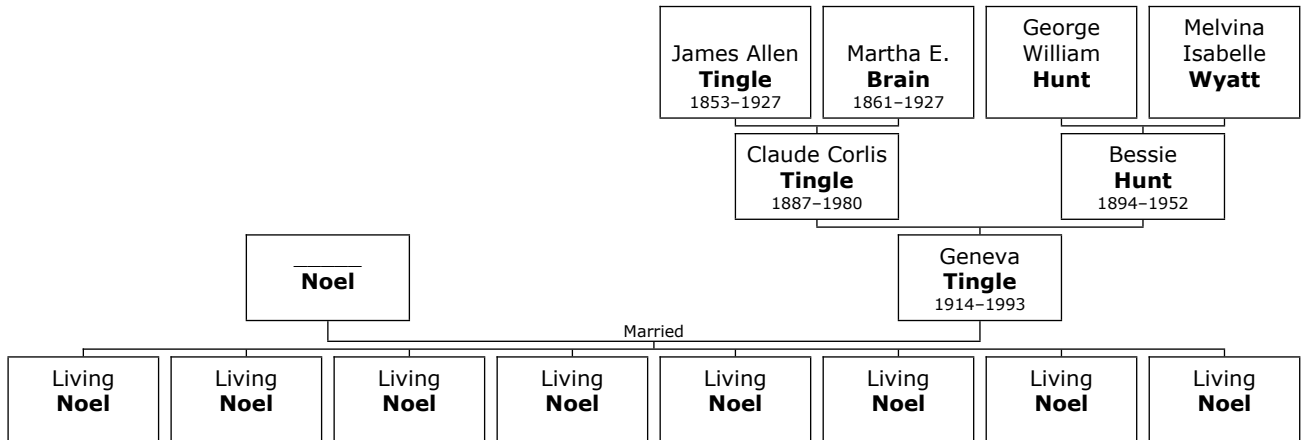 James Allen
Tingle
1853–1927
Martha E.
Brain
1861–1927
George
William
Hunt
Melvina
Isabelle
Wyatt
Claude Corlis
Tingle
1887–1980
Bessie
Hunt
1894–1952
______
Noel
Geneva
Tingle
1914–1993
Married
Living
Noel
Living
Noel
Living
Noel
Living
Noel
Living
Noel
Living
Noel
Living
Noel
Living
Noel